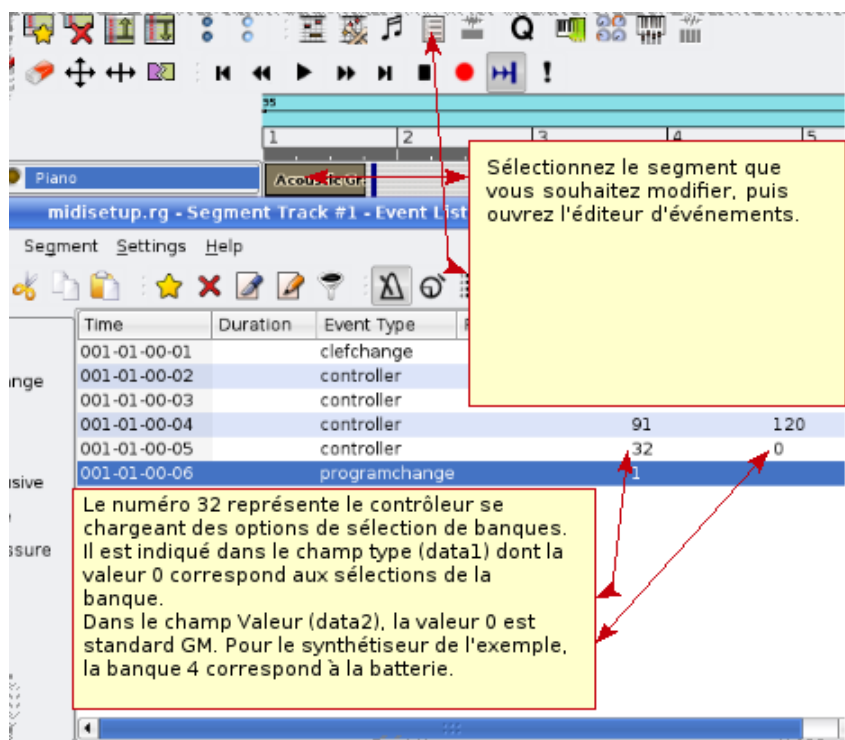 Q
!
35
1 2 3 4 5
Piano
Sélectionnez le segment que
vous souhaitez modifier, puis
ouvrez l'éditeur d'événements.
midisetup.rg - Segment Track #1 - Event List
Segment Settings Help
Time Duration Event Type
001-01-00-01 clefchange
001-01-00-02 controller
001-01-00-03 controller
001-01-00-04 controller 91 120
001-01-00-05 controller 32 0
001-01-00-06 programchange 1
Le numéro 32 représente le contrôleur se
chargeant des options de sélection de banques.
Il est indiqué dans le champ type (data1) dont la
valeur 0 correspond aux sélections de la
banque.
Dans le champ Valeur (data2), la valeur 0 est
standard GM. Pour le synthétiseur de l'exemple,
la banque 4 correspond à la batterie.